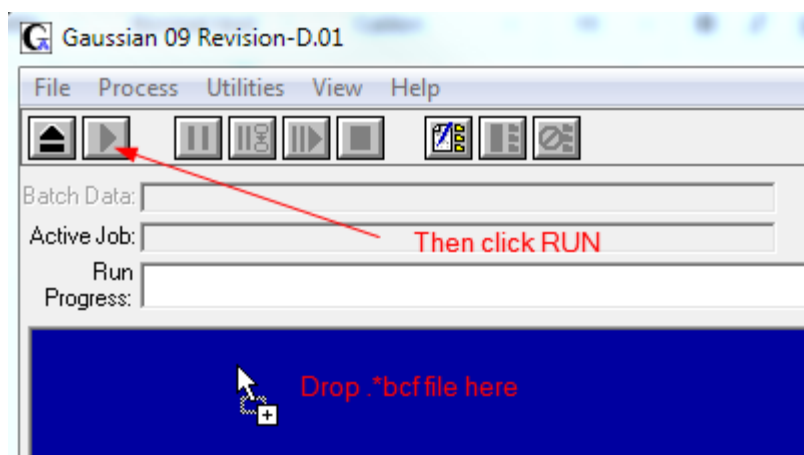 Gaussian 09 Revision-D.01
File Process Utilities View Help
Batch Data:
Active Job:
Then click RUN
Run
Progress:
Drop .*bcf file here